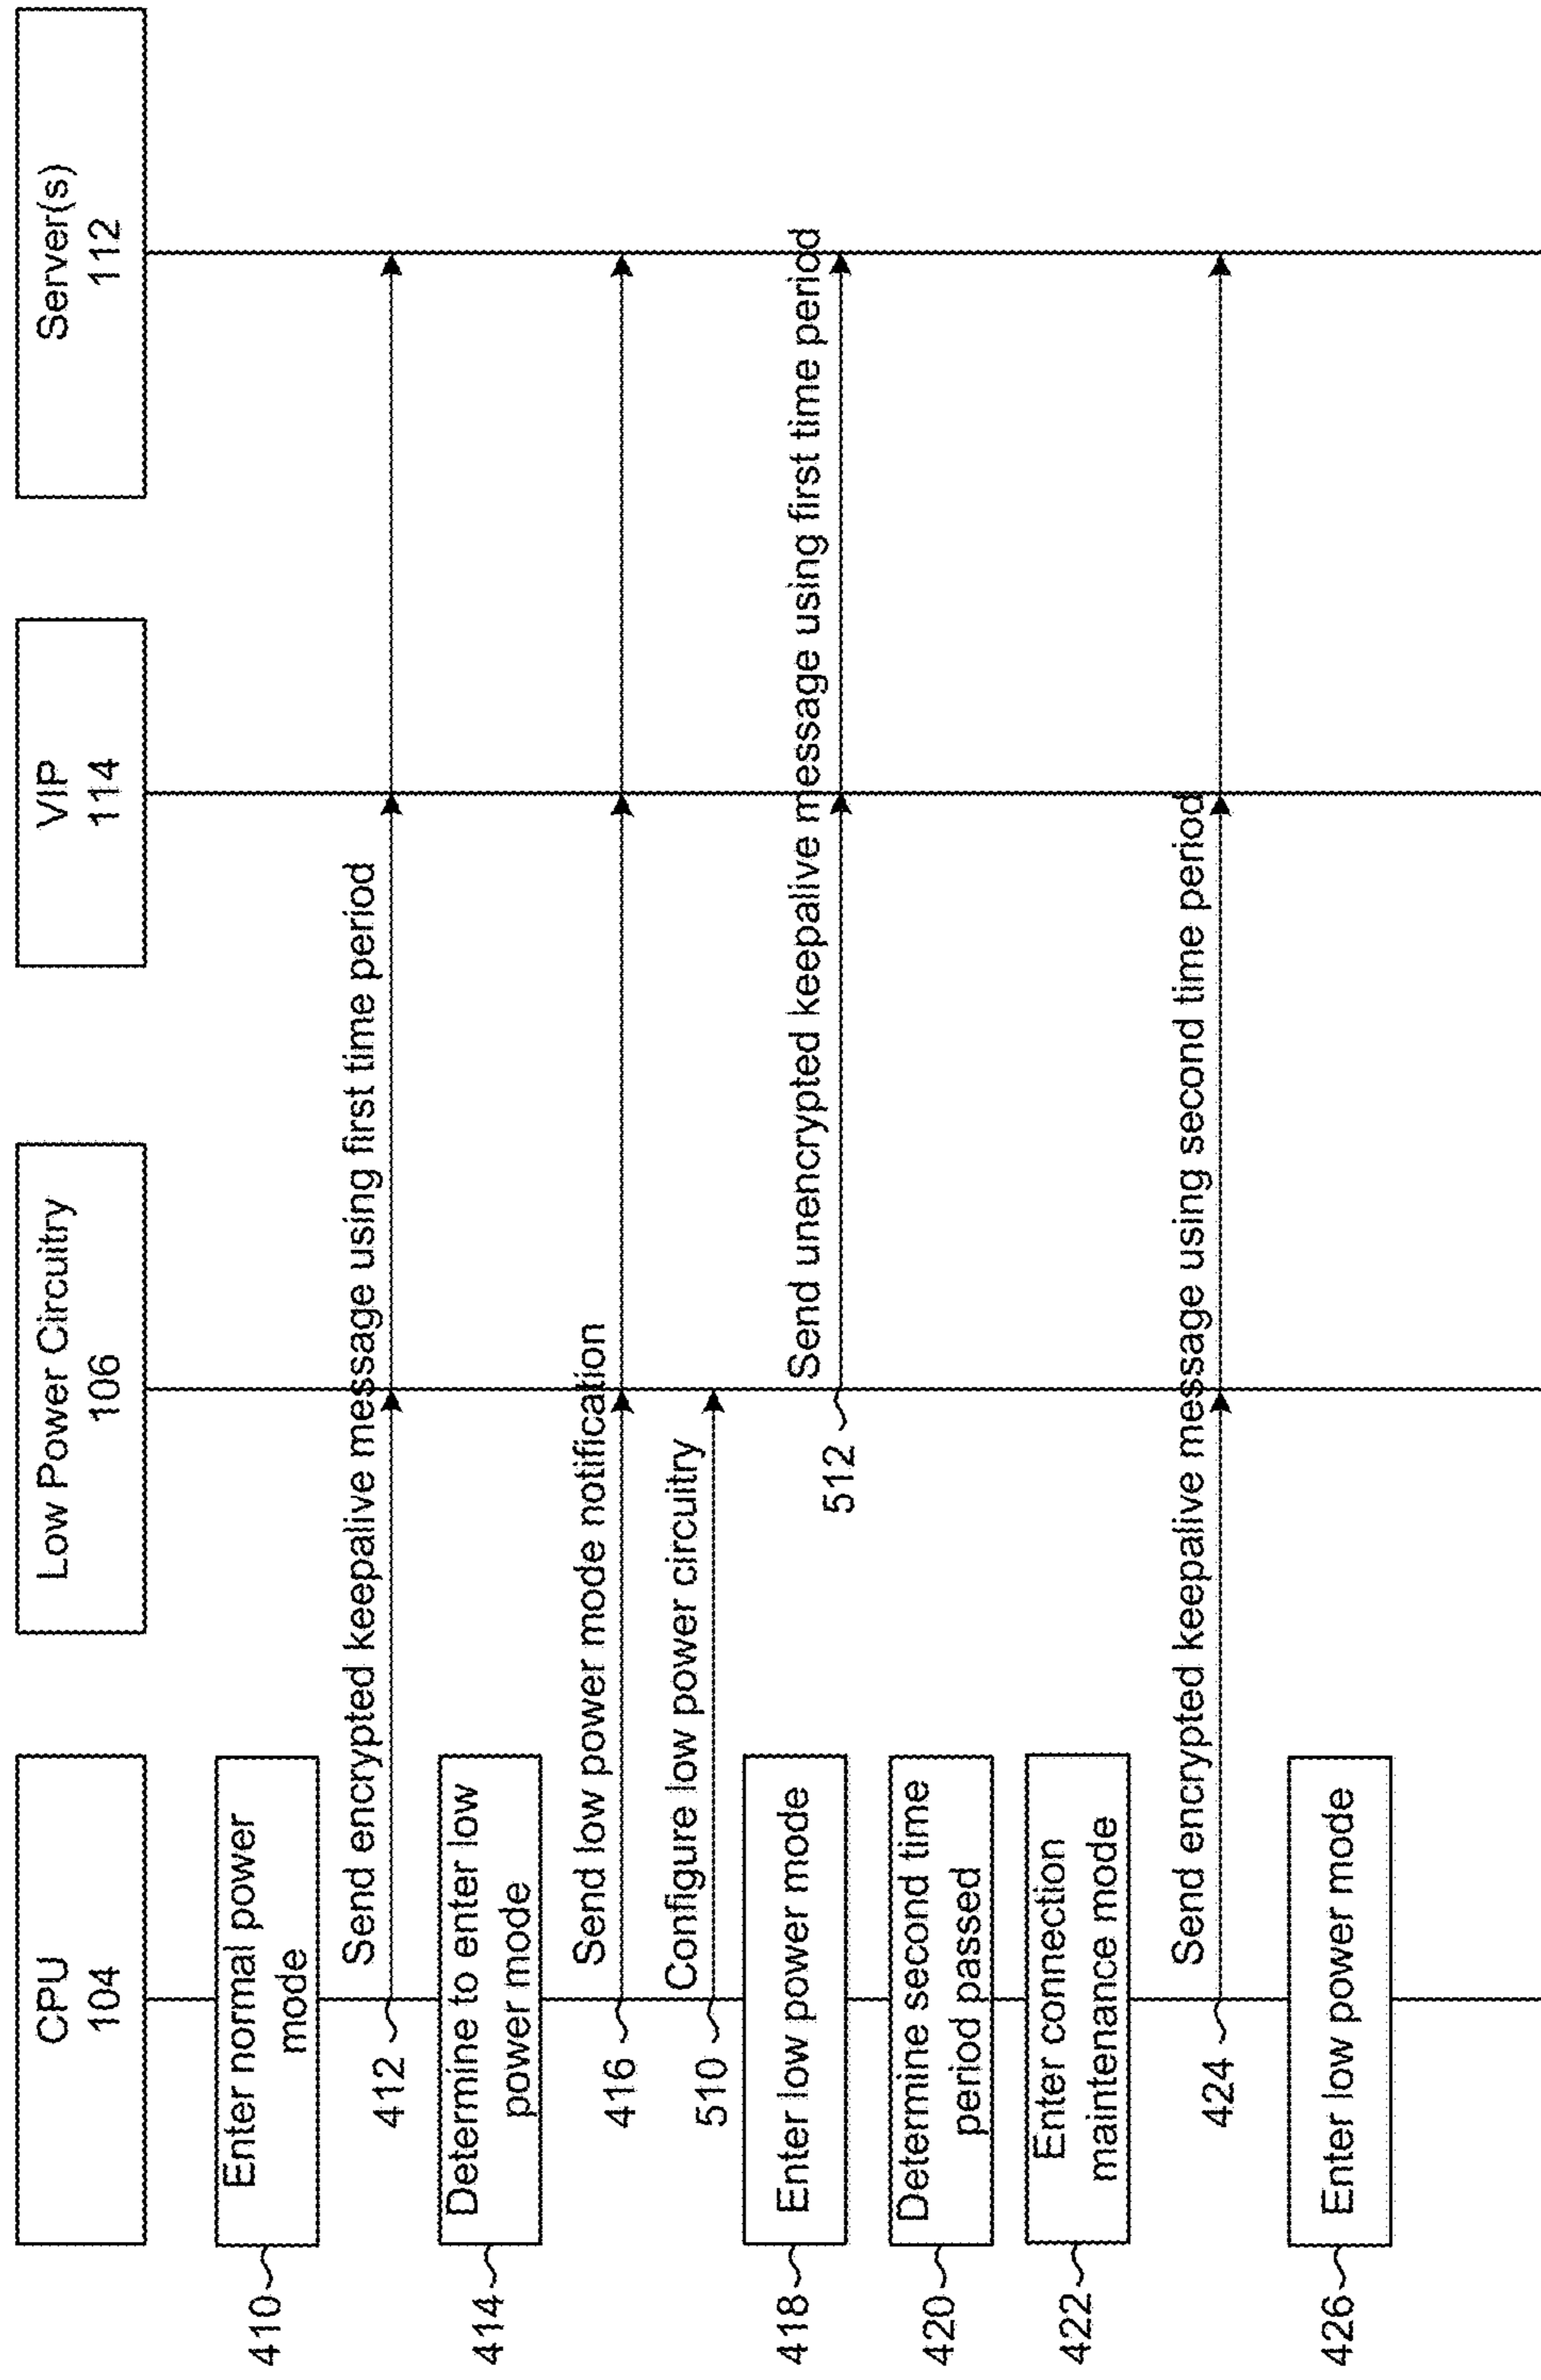 CPU
104
Low Power Circuitry
106
VIP
114
Server(s)
112
410
Enter normal power
mode
Send encrypted keepalive message using first time period
412
414
Determine to enter low
power mode
Send low power mode notification
416
Configure low power circuitry
510
418
Enter low power mode
Send unencrypted keepalive message using first time period
512
420
Determine second time
period passed
422
Enter connection
maintenance mode
Send encrypted keepalive message using second time period
424
426
Enter low power mode